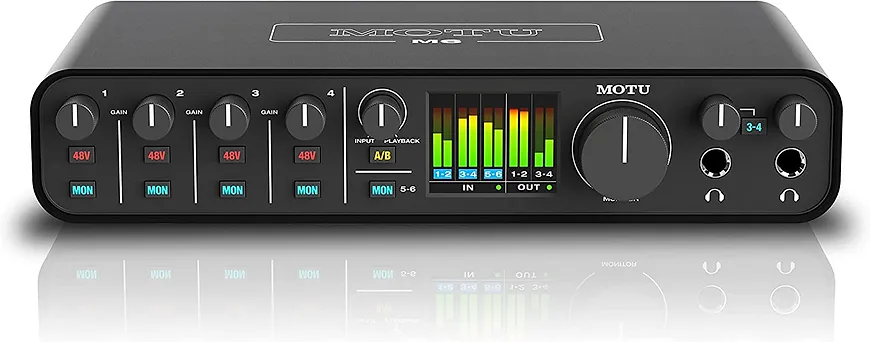 MOTU
M6
1
2
3
4
GAIN
GAIN
GAIN
INPUT PLAYBACK
48V
48V
48V
48V
A/B
MON
MON
MON
MON
MON 5-6
1-2 3-4 5-6 1-2 3-4
IN OUT
MOTU
3-4